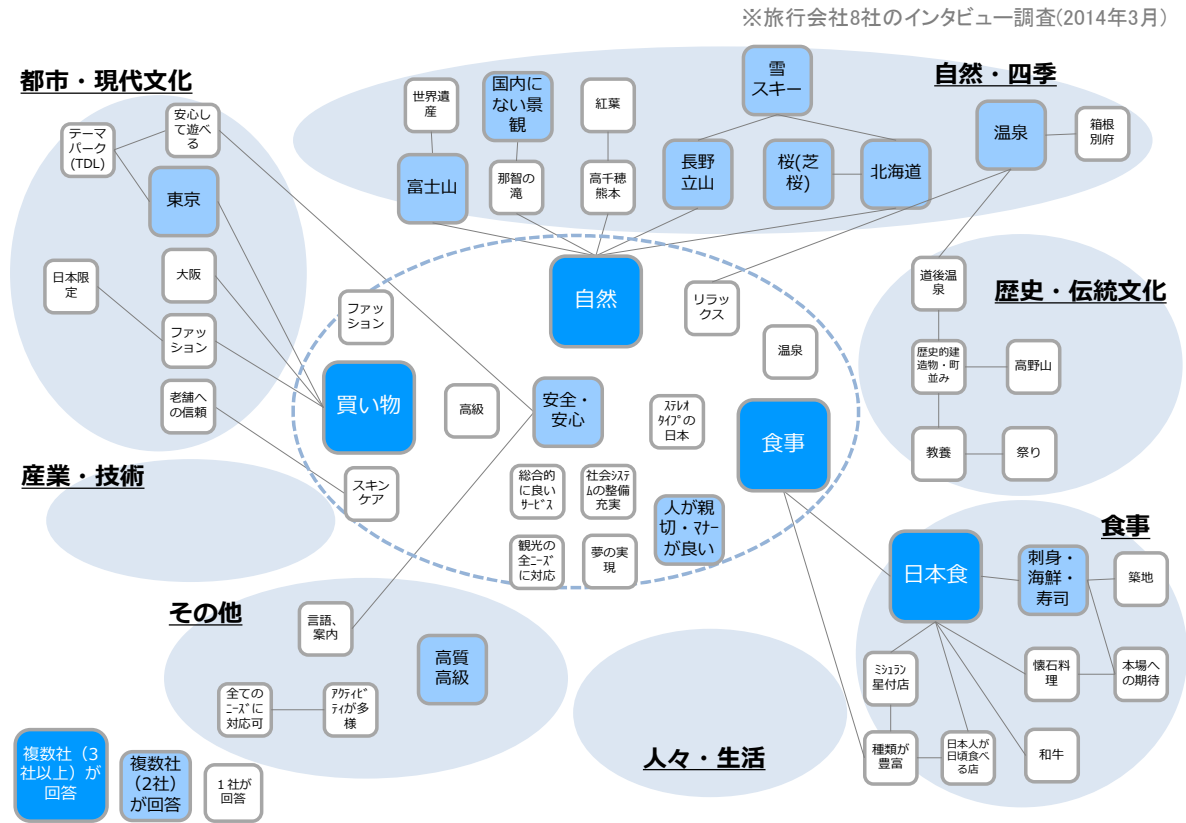 ※旅行会社8社のインタビュー調査(2014年3月)
都市・現代文化
テーマ
パーク
(TDL)
安心し
て遊べ
る
東京
日本限
定
大阪
ファッ
ション
老舗へ
の信頼
自然・四季
世界遺
産
国内に
ない景
観
紅葉
雪
スキー
富士山
那智の
滝
高千穂
熊本
長野
立山
桜(芝
桜)
北海道
温泉
箱根
別府
自然
リラッ
クス
温泉
ファッ
ション
買い物
高級
安全・
安心
ｽﾃﾚｵ
ﾀｲﾌﾟの
日本
食事
スキン
ケア
総合的
に良い
ｻｰﾋﾞｽ
社会ｼｽﾃ
ﾑの整備
充実
人が親
切・ﾏﾅｰ
が良い
観光の
全ﾆｰｽﾞ
に対応
夢の実
現
歴史・伝統文化
道後温
泉
歴史的建
造物・町
並み
高野山
教養
祭り
産業・技術
食事
日本食
刺身・
海鮮・
寿司
築地
ﾐｼｭﾗﾝ
星付店
懐石料
理
本場へ
の期待
種類が
豊富
日本人が
日頃食べ
る店
和牛
その他
言語、
案内
高質
高級
全ての
ﾆｰｽﾞに
対応可
ｱｸﾃｨﾋﾞ
ﾃｨが多
様
人々・生活
複数社（3
社以上）が
回答
複数社
（2社）
が回答
１社が
回答